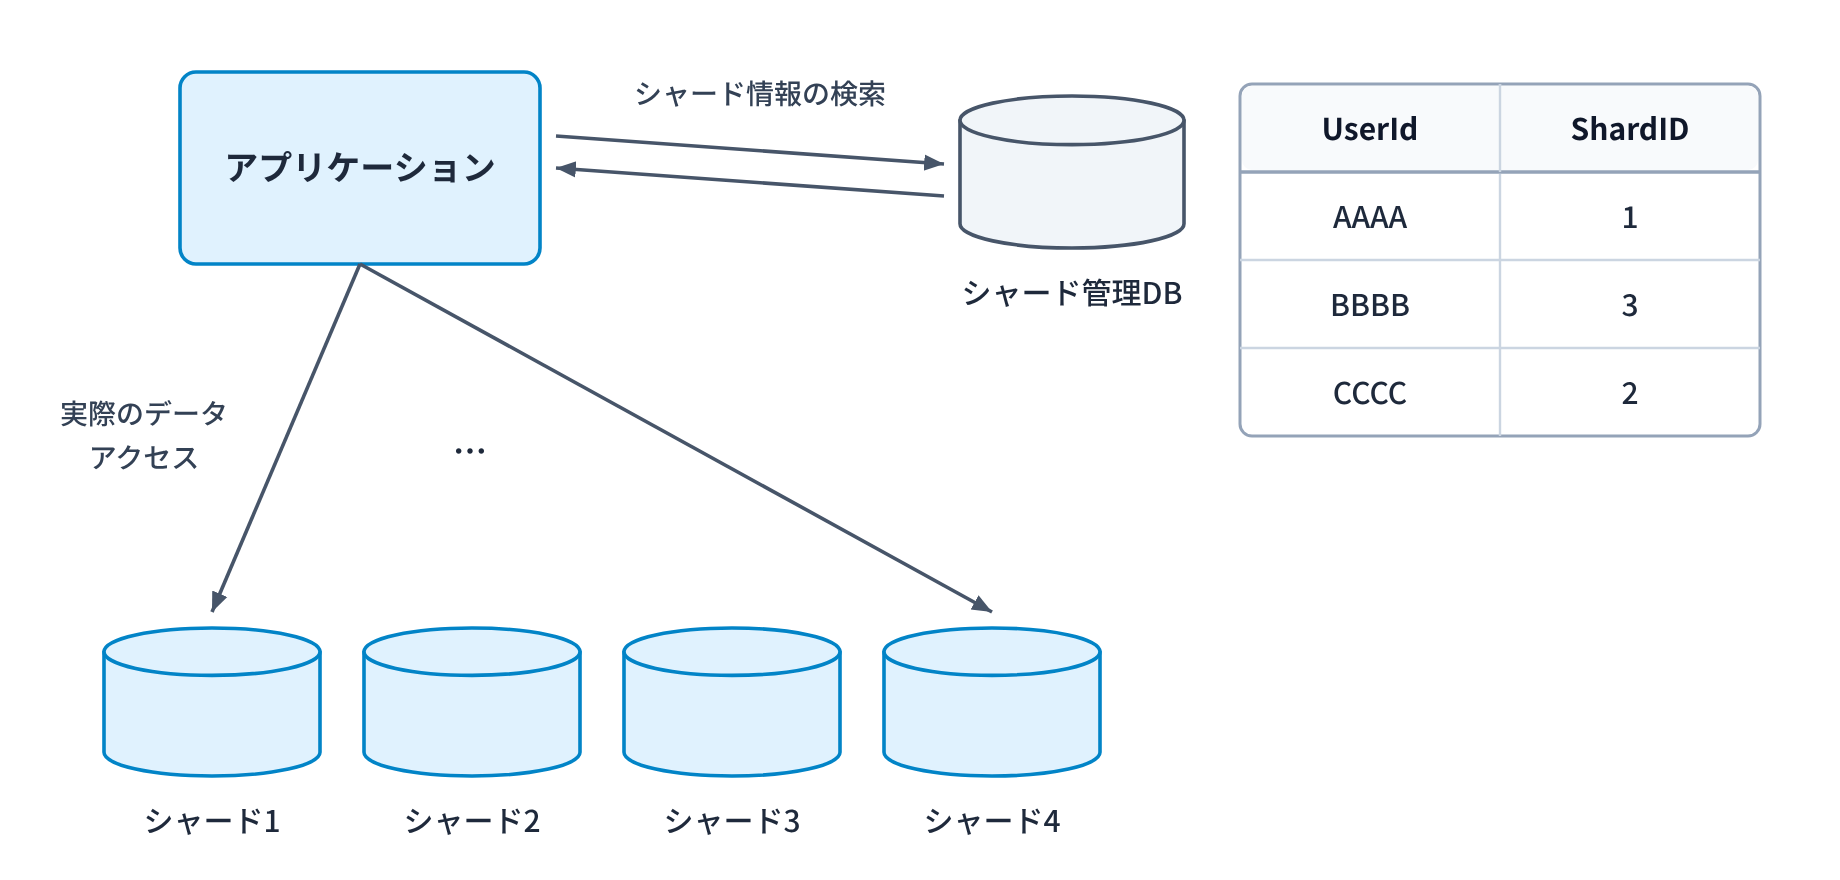 シャード情報の検索
アプリケーション
シャード管理DB
UserId ShardID
AAAA 1
BBBB 3
CCCC 2
実際のデータ
アクセス
...
シャード1
シャード2
シャード3
シャード4